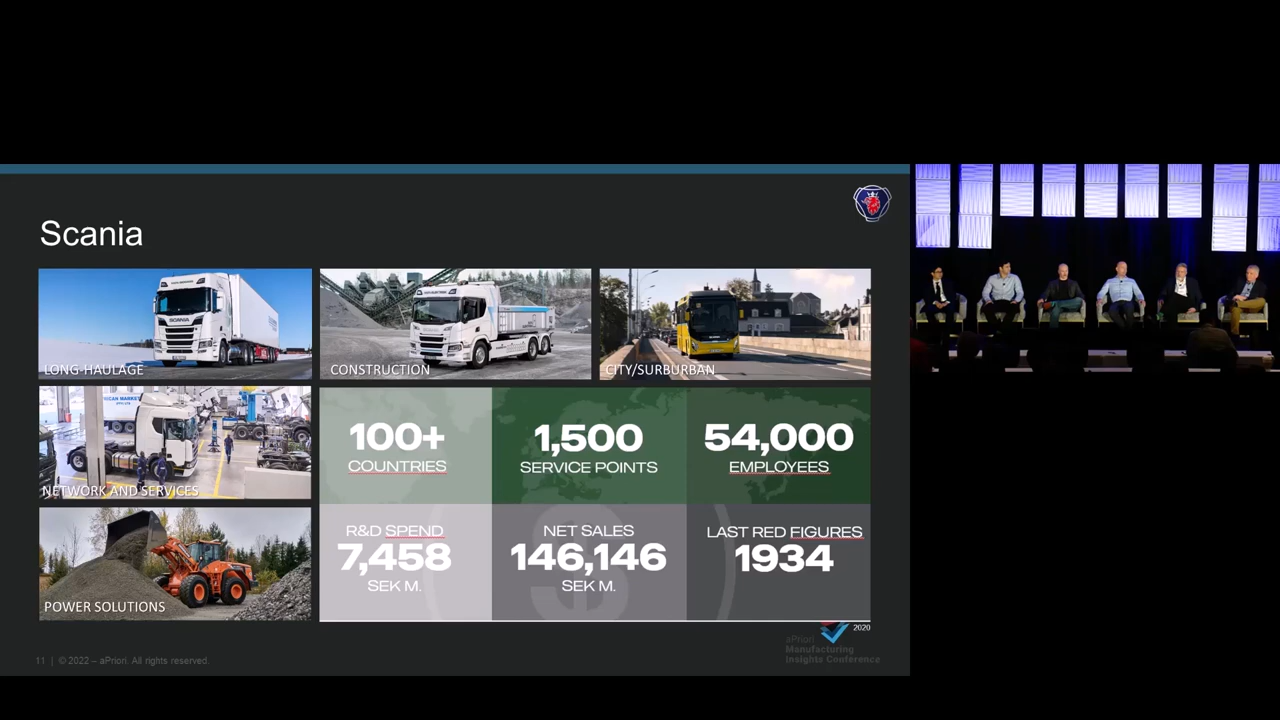 Scania
SCANIA
LONG-HAULAGE
CONSTRUCTION
CITY/SURBURBAN
NETWORK AND SERVICES
POWER SOLUTIONS
100+
COUNTRIES
1,500
SERVICE POINTS
54,000
EMPLOYEES
R&D SPEND
7,458
SEK M.
NET SALES
146,146
SEK M.
LAST RED FIGURES
1934
2020
11 | © 2022 – aPriori. All rights reserved.
aPriori
Manufacturing
Insights Conference